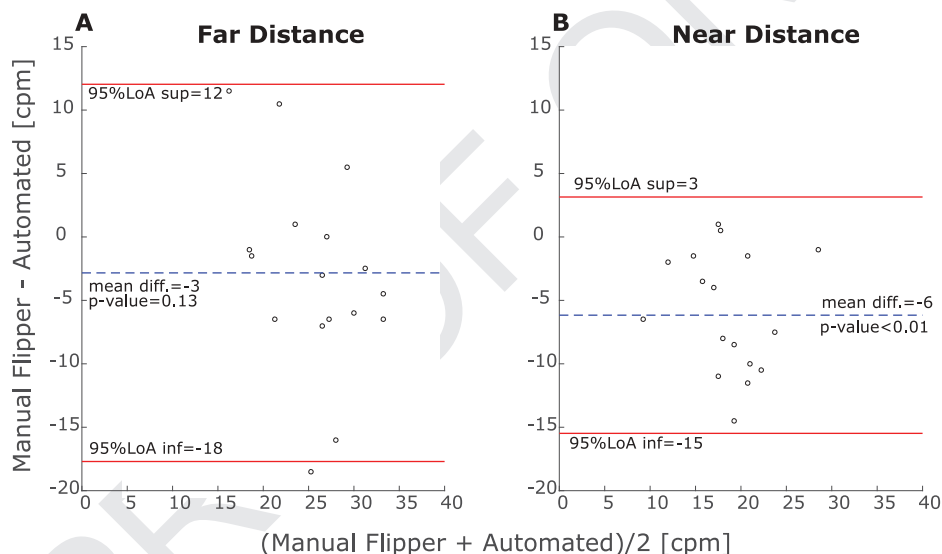 A
Far Distance
15
10
5
0
-5
-10
-15
-20
95%LoA sup=12
mean diff.=-3
p-value=0.13
95%LoA inf=-18
0 5 10 15 20 25 30 35 40
Manual Flipper - Automated [cpm]
B
Near Distance
15
10
5
0
-5
-10
-15
-20
95%LoA sup=3
mean diff.=-6
p-value<0.01
95%LoA inf=-15
0 5 10 15 20 25 30 35 40
(Manual Flipper + Automated)/2 [cpm]